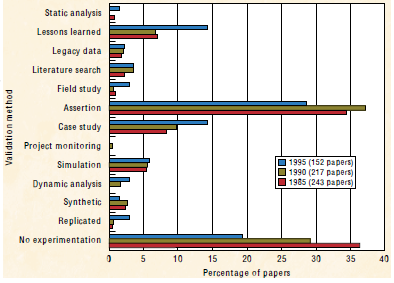 Validation method
Static analysis
Lessons learned
Legacy data
Literature search
Field study
Assertion
Case study
Project monitoring
Simulation
Dynamic analysis
Synthetic
Replicated
No experimentation
1995 (152 papers)
1990 (217 papers)
1985 (243 papers)
0 5 10 15 20 25 30 35 40
Percentage of papers